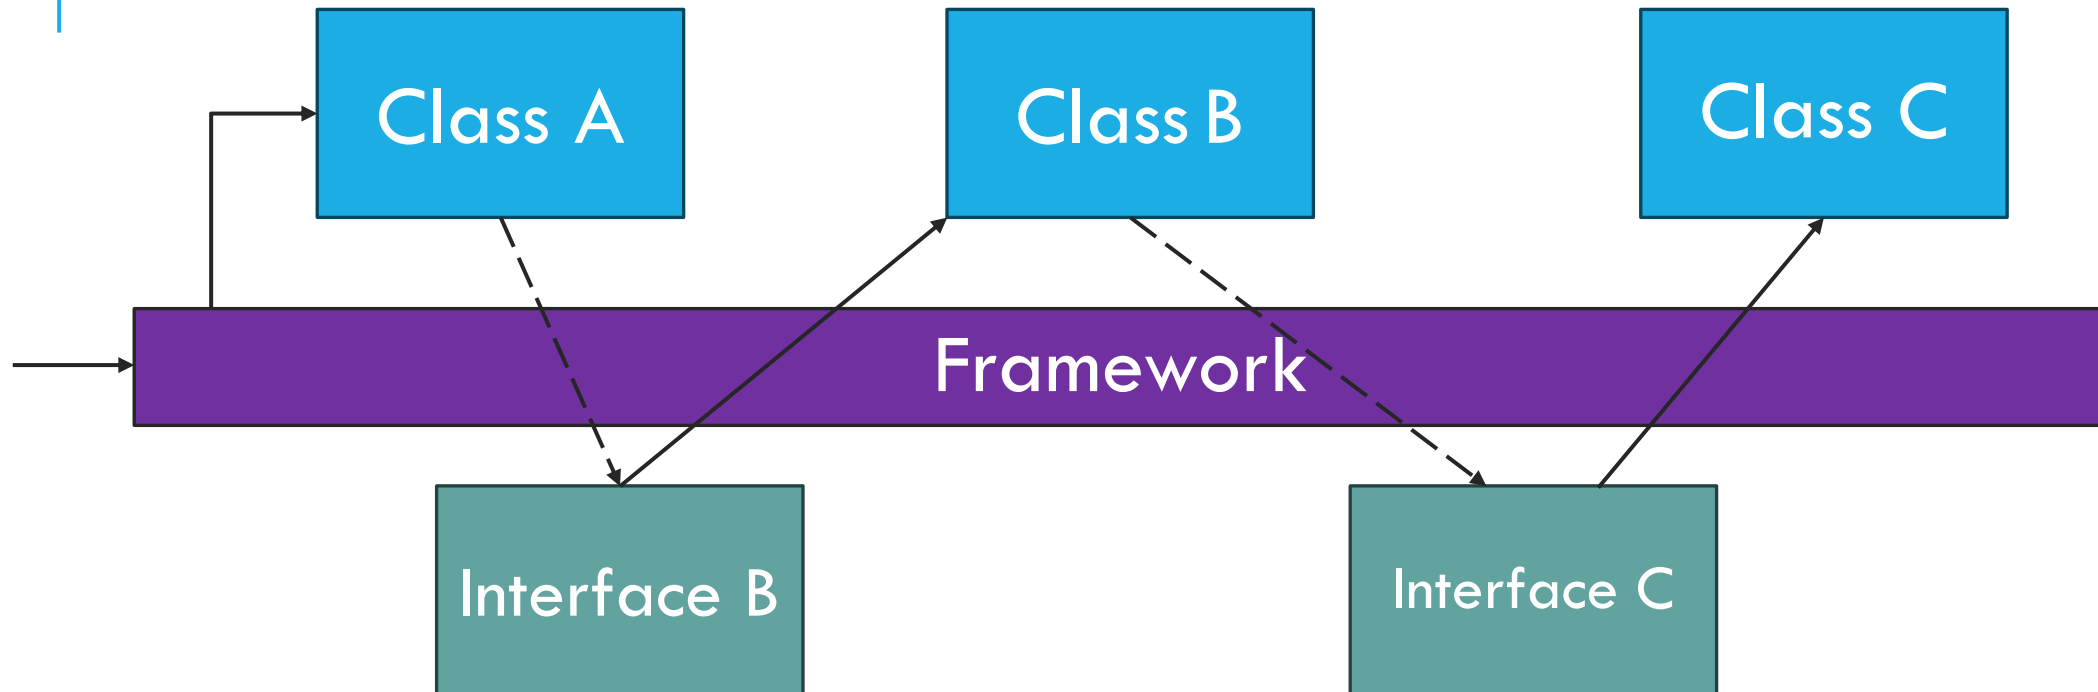 Class A
Class B
Class C
Framework
Interface B
Interface C